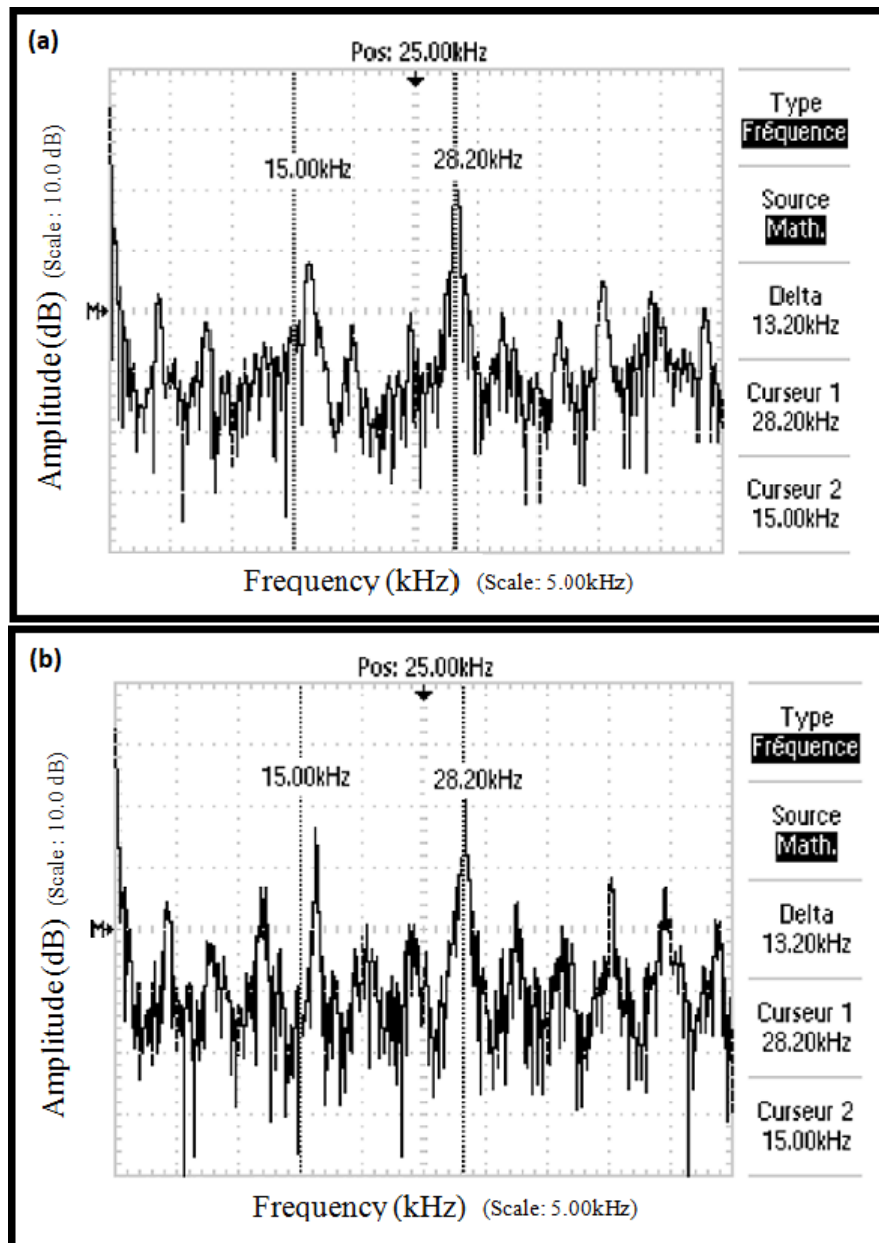 (a)
Pos: 25.00kHz
15.00kHz
28.20kHz
Amplitude (dB) (Scale : 10.0 dB)
M
Type
Fréquence
Source
Math.
Delta
13.20kHz
Curseur 1
28.20kHz
Curseur 2
15.00kHz
Frequency (kHz) (Scale: 5.00kHz)
(b)
Pos: 25.00kHz
15.00kHz
28.20kHz
Amplitude (dB) (Scale : 10.0 dB)
M
Type
Fréquence
Source
Math.
Delta
13.20kHz
Curseur 1
28.20kHz
Curseur 2
15.00kHz
Frequency (kHz) (Scale: 5.00kHz)